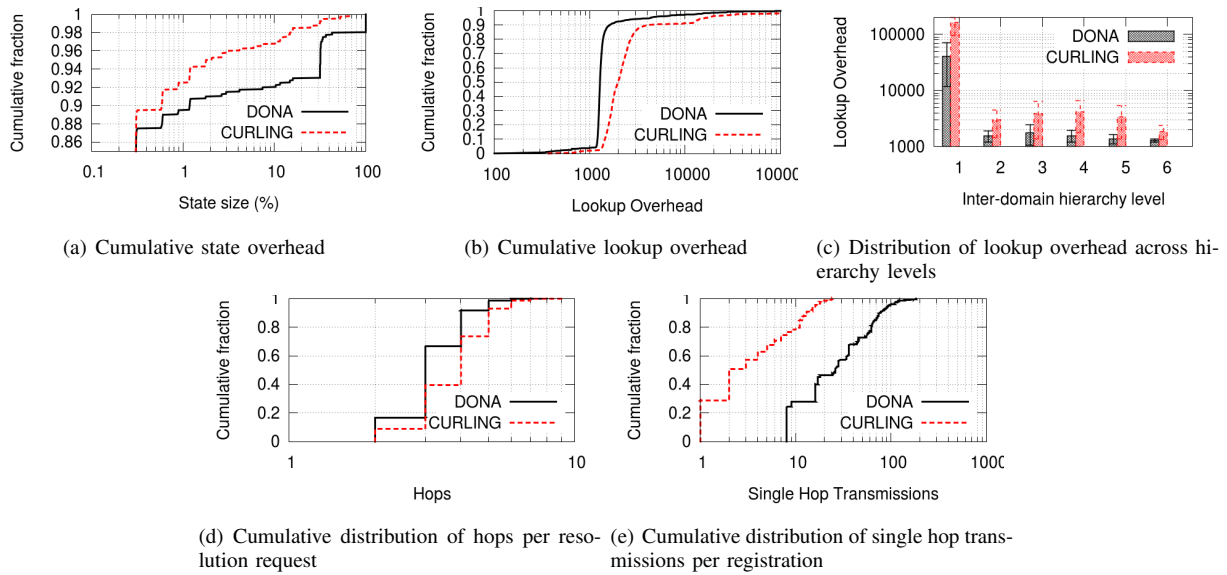 1
0.98
0.96
0.94
0.92
0.9
0.88
0.86
Cumulative fraction
DONA
CURLING
0.1
1
10
100
State size (%)
(a) Cumulative state overhead
1
0.9
0.8
0.7
0.6
0.5
0.4
0.3
0.2
0.1
0
Cumulative fraction
DONA
CURLING
100
1000
10000
10000
Lookup Overhead
(b) Cumulative lookup overhead
100000
10000
1000
Lookup Overhead
DONA
CURLING
1 2 3 4 5 6
Inter-domain hierarchy level
(c) Distribution of lookup overhead across hi-
erarchy levels
1
0.8
0.6
0.4
0.2
0
Cumulative fraction
DONA
CURLING
1
10
Hops
(d) Cumulative distribution of hops per reso-
lution request
1
0.8
0.6
0.4
0.2
0
Cumulative fraction
DONA
CURLING
1
10
100
1000
Single Hop Transmissions
(e) Cumulative distribution of single hop trans-
missions per registration